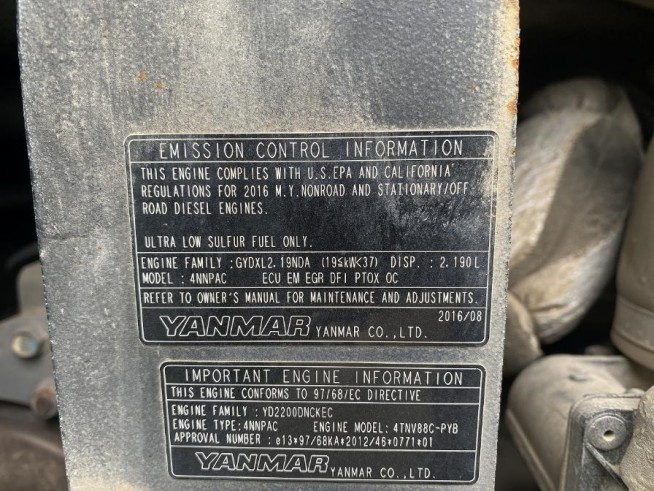 EMISSION CONTROL INFORMATION
THIS ENGINE COMPLIES WITH U.S.EPA AND CALIFORNIA
REGULATIONS FOR 2016 M.Y.NONROAD AND STATIONARY/OFF
ROAD DIESEL ENGINES.
ULTRA LOW SULFUR FUEL ONLY.
ENGINE FAMILY : GYDXL2.19NDA (19≤kW<37) DISP. : 2.190L
MODEL : 4NNPAC ECU EM EGR DFI PTOX OC
REFER TO OWNER'S MANUAL FOR MAINTENANCE AND ADJUSTMENTS.
2016/08
YANMAR YANMAR CO.,LTD.
IMPORTANT ENGINE INFORMATION
THIS ENGINE CONFORMS TO 97/68/EC DIRECTIVE
ENGINE FAMILY : YD2200DNCKEC
ENGINE TYPE: 4NNPAC ENGINE MODEL: 4TNV88C-PYB
APPROVAL NUMBER : e13*97/68KA*2012/46*0771*01
YANMAR YANMAR CO.,LTD.